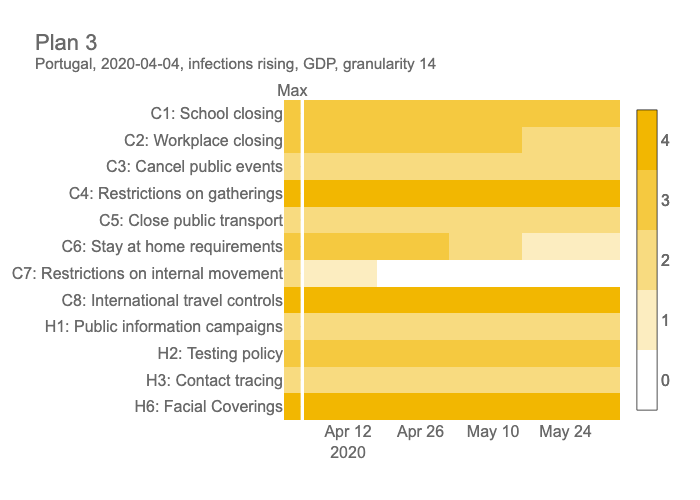 Plan 3
Portugal, 2020-04-04, infections rising, GDP, granularity 14
Max
C1: School closing
C2: Workplace closing
C3: Cancel public events
C4: Restrictions on gatherings
C5: Close public transport
C6: Stay at home requirements
C7: Restrictions on internal movement
C8: International travel controls
H1: Public information campaigns
H2: Testing policy
H3: Contact tracing
H6: Facial Coverings
Apr 12 Apr 26 May 10 May 24
2020
4
3
2
1
0